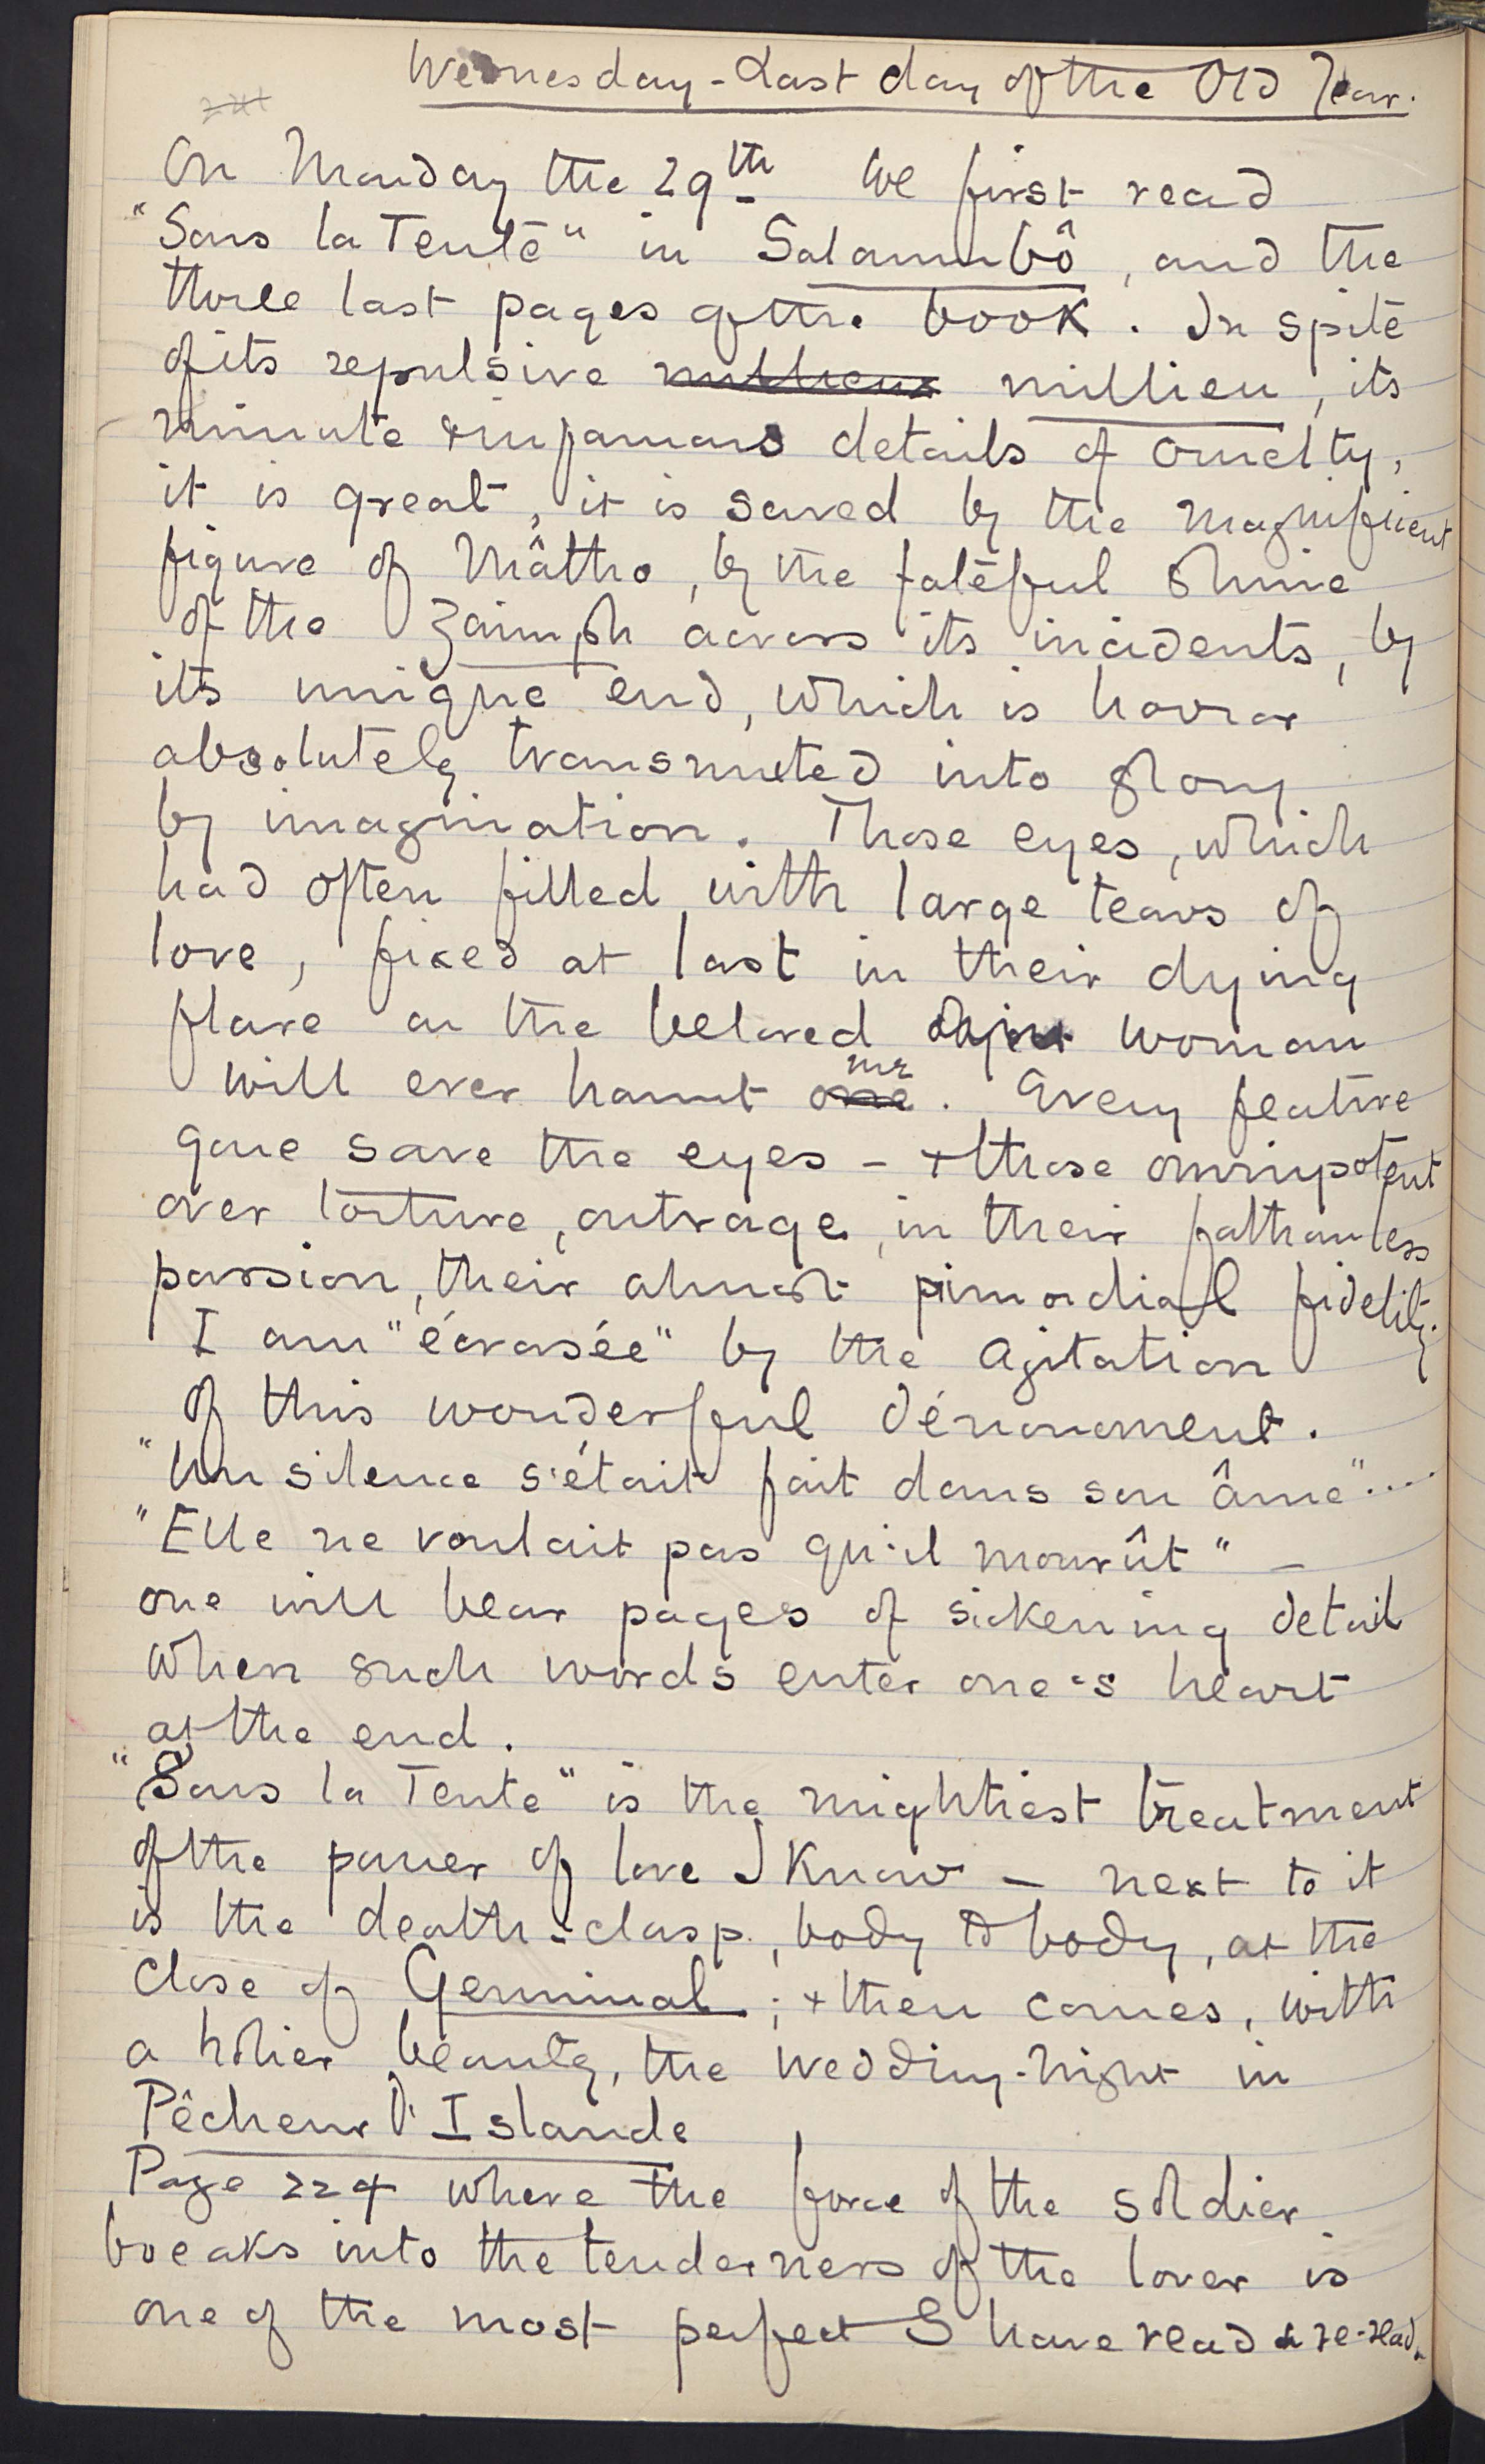 Wednesday - Last day of the Old Year.
On Monday the 29th we first read
"Sous la Tente" in Salammbô, and the
three last pages of the book. In spite
of its repulsive millieu, its
minute & infamous details of cruelty,
it is great, it is saved by the magnificent
figure of Mâtho, by the fateful shine
of the Zaïmph across its incidents, by
its unique end, which is horror
absolutely transmuted into glory
by imagination. Those eyes, which
had often filled with large tears of
love, fixed at last in their dying
flare on the beloved woman
will ever haunt one me. Every feature
gone save the eyes - & those omnipotent
over torture, outrage, in their fathomless
passion, their almost primordial fidelity.
I am "écrasée" by the agitation
of this wonderful dénouement.
"Un silence s'était fait dans son âme"....
"Elle ne voulait pas qu'il mourût" -
one will bear pages of sickening detail
when such words enter one's heart
at the end.
"Sous la Tente" is the mightiest treatment
of the power of love I know - next to it
is the death-clasp, body to body, at the
close of Germinal; & then comes, with
a holier beauty, the wedding-night in
Pêcheur d'Islande
Page 224 where the force of the soldier
breaks into the tenderness of the lover is
one of the most perfect I have read & re-read.